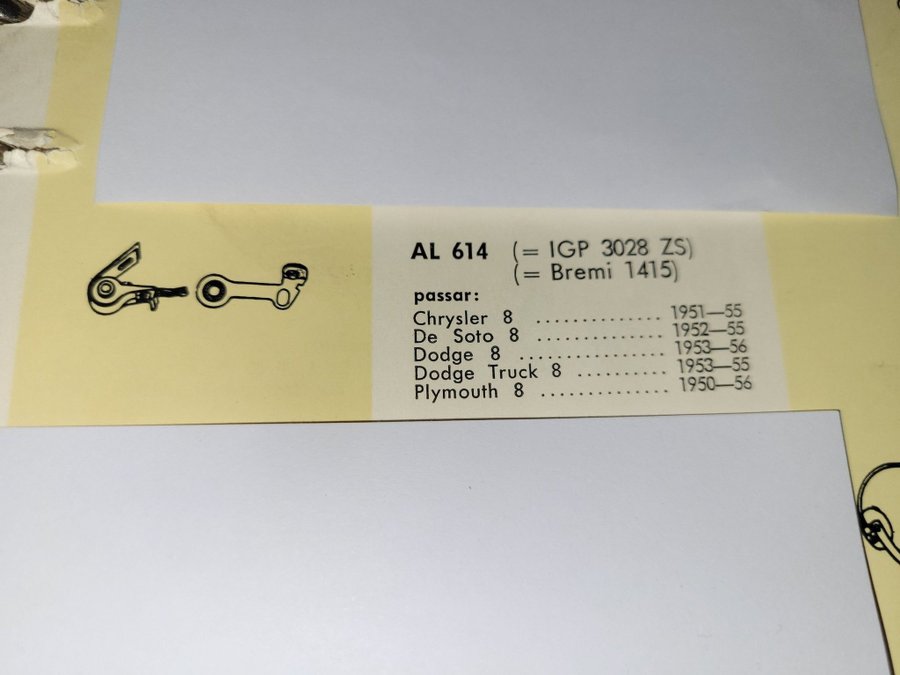 AL 614 (= IGP 3028 ZS)
(= Bremi 1415)
passar:
Chrysler 8 .............. 1951—55
De Soto 8 .............. 1952—55
Dodge 8 ................ 1953—56
Dodge Truck 8 .......... 1953—55
Plymouth 8 .............. 1950—56